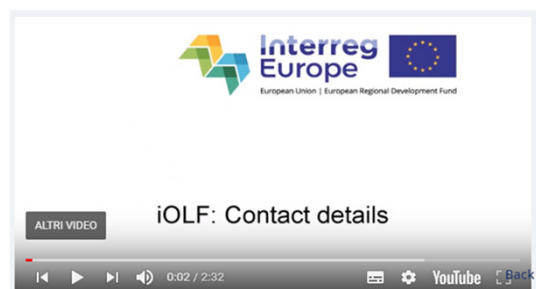 Interreg
Europe
European Union | European Regional Development Fund
iOLF: Contact details
ALTRI VIDEO
0:02 / 2:32
YouTube
Back